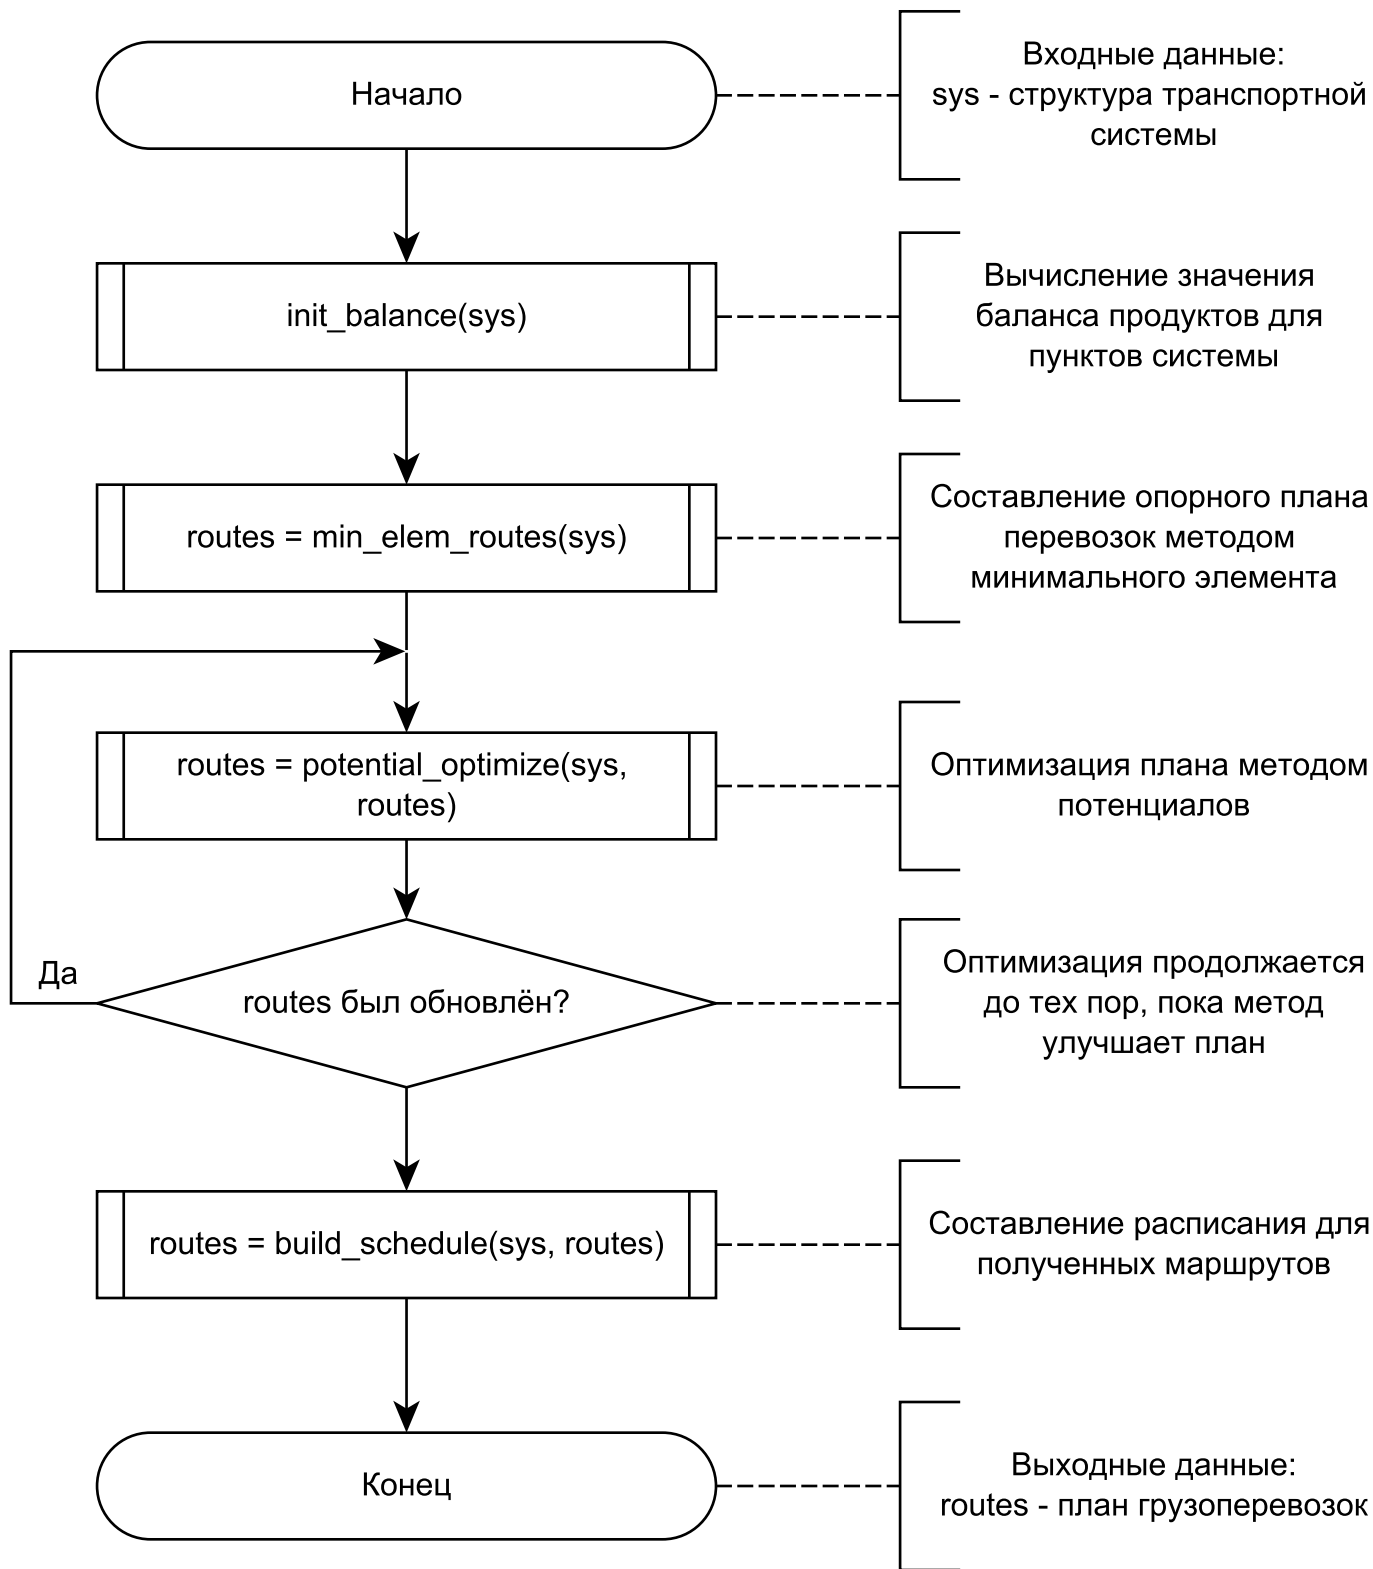 Начало
Входные данные:
sys - структура транспортной
системы
init_balance(sys)
Вычисление значения
баланса продуктов для
пунктов системы
routes = min_elem_routes(sys)
Составление опорного плана
перевозок методом
минимального элемента
routes = potential_optimize(sys,
routes)
Оптимизация плана методом
потенциалов
Да
routes был обновлён?
Оптимизация продолжается
до тех пор, пока метод
улучшает план
routes = build_schedule(sys, routes)
Составление расписания для
полученных маршрутов
Конец
Выходные данные:
routes - план грузоперевозок